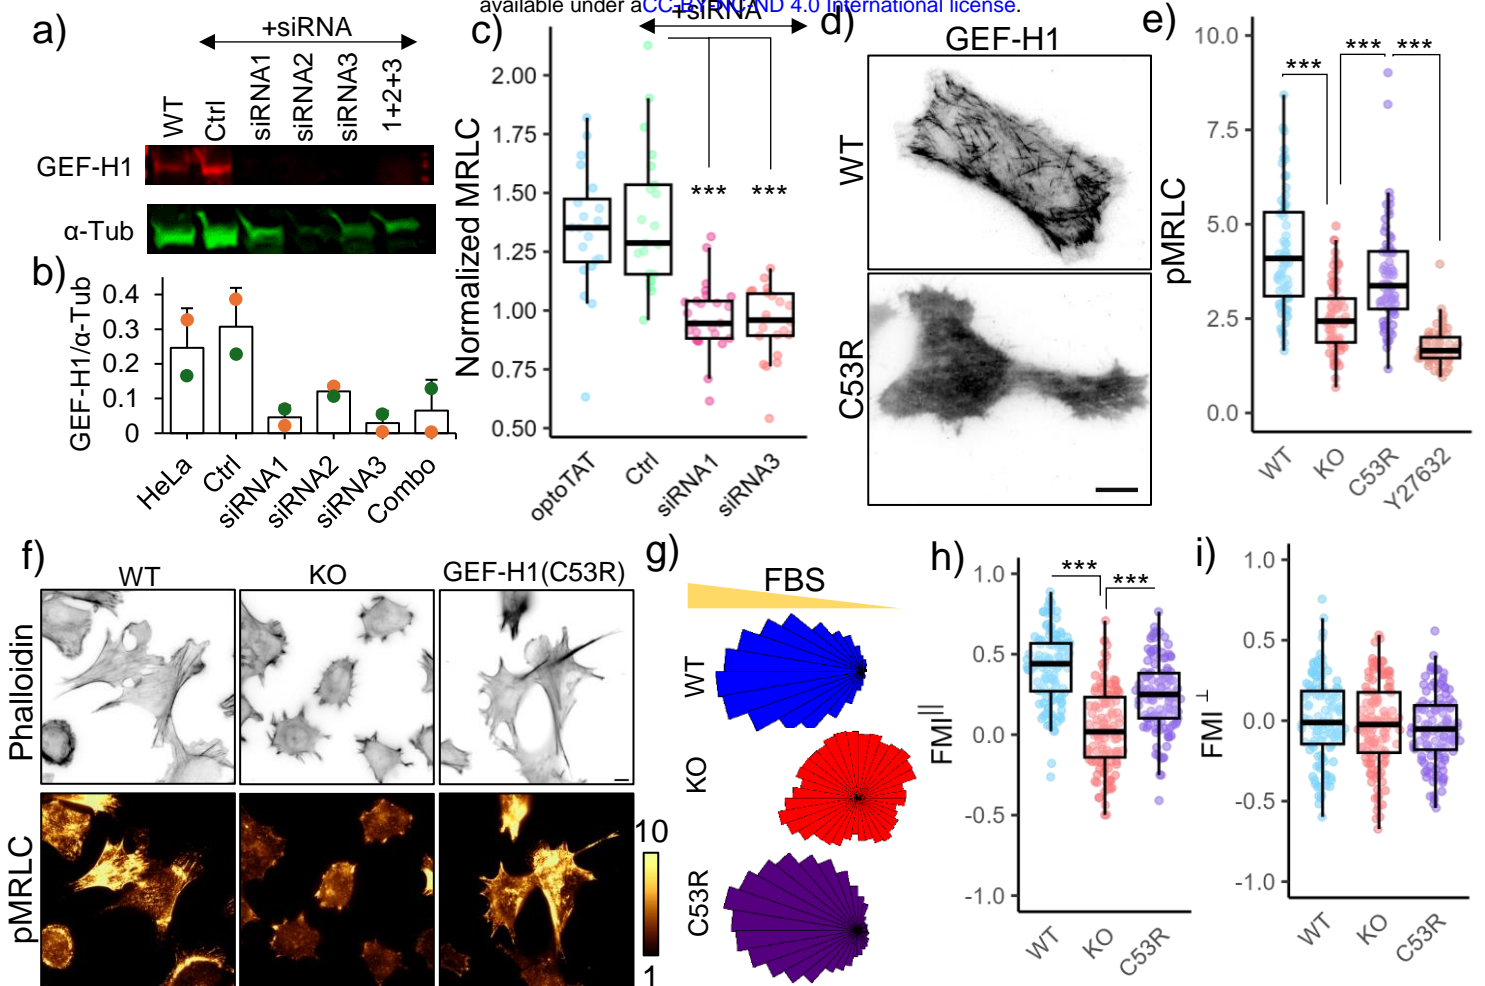 available under aCC-BY-NC-ND 4.0 International license.
a)
+siRNA
WT
Ctrl
siRNA1
siRNA2
siRNA3
1+2+3
GEF-H1
α-Tub
b)
GEF-H1/α-Tub
0.4
0.3
0.2
0.1
0
HeLa
Ctrl
siRNA1
siRNA2
siRNA3
Combo
c)
+siRNA
Normalized MRLC
2.00
1.75
1.50
1.25
1.00
0.75
0.50
***
***
optoTAT
Ctrl
siRNA1
siRNA3
d)
GEF-H1
WT
C53R
e)
pMRLC
10.0
7.5
5.0
2.5
0.0
***
***
***
WT
KO
C53R
Y27632
f)
WT
KO
GEF-H1(C53R)
Phalloidin
pMRLC
10
1
g)
FBS
WT
KO
C53R
h)
FMI||
1.0
0.5
0.0
-0.5
-1.0
***
***
WT
KO
C53R
i)
FMI⊥
1.0
0.5
0.0
-0.5
-1.0
WT
KO
C53R